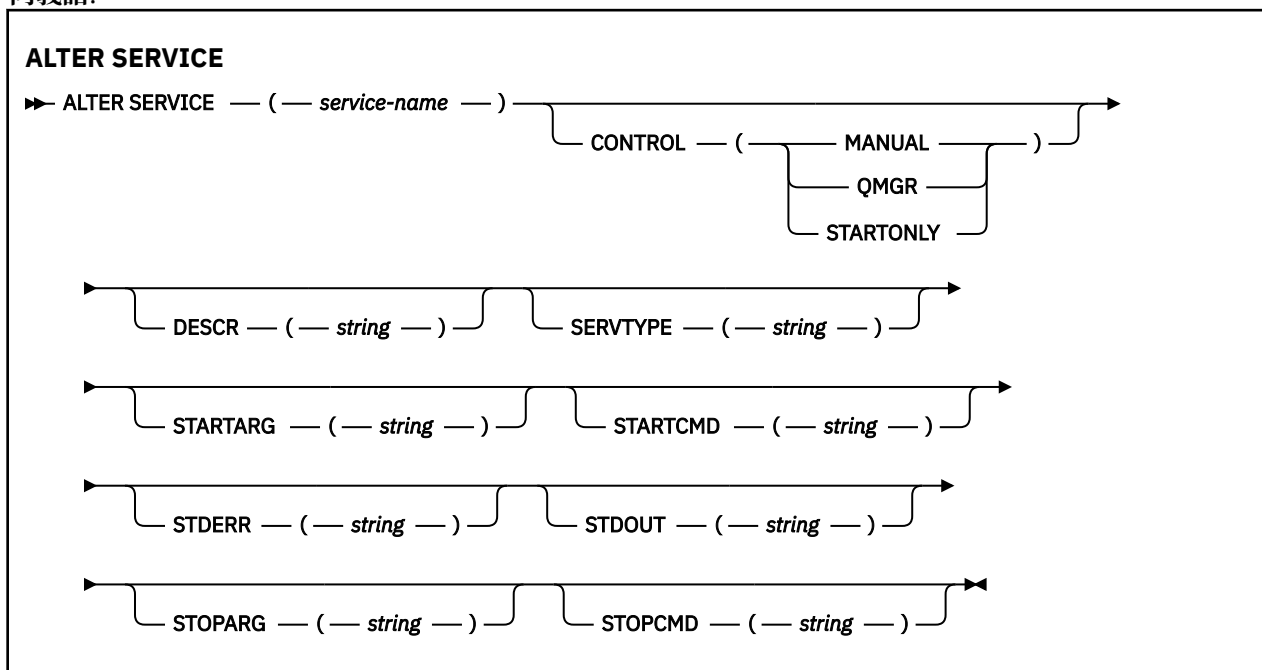 ALTER SERVICE
ALTER SERVICE ( service-name )
CONTROL ( MANUAL )
QMGR
STARTONLY
DESCR ( string ) SERVTYPE ( string )
STARTARG ( string ) STARTCMD ( string )
STDERR ( string ) STDOUT ( string )
STOPARG ( string ) STOPCMD ( string )